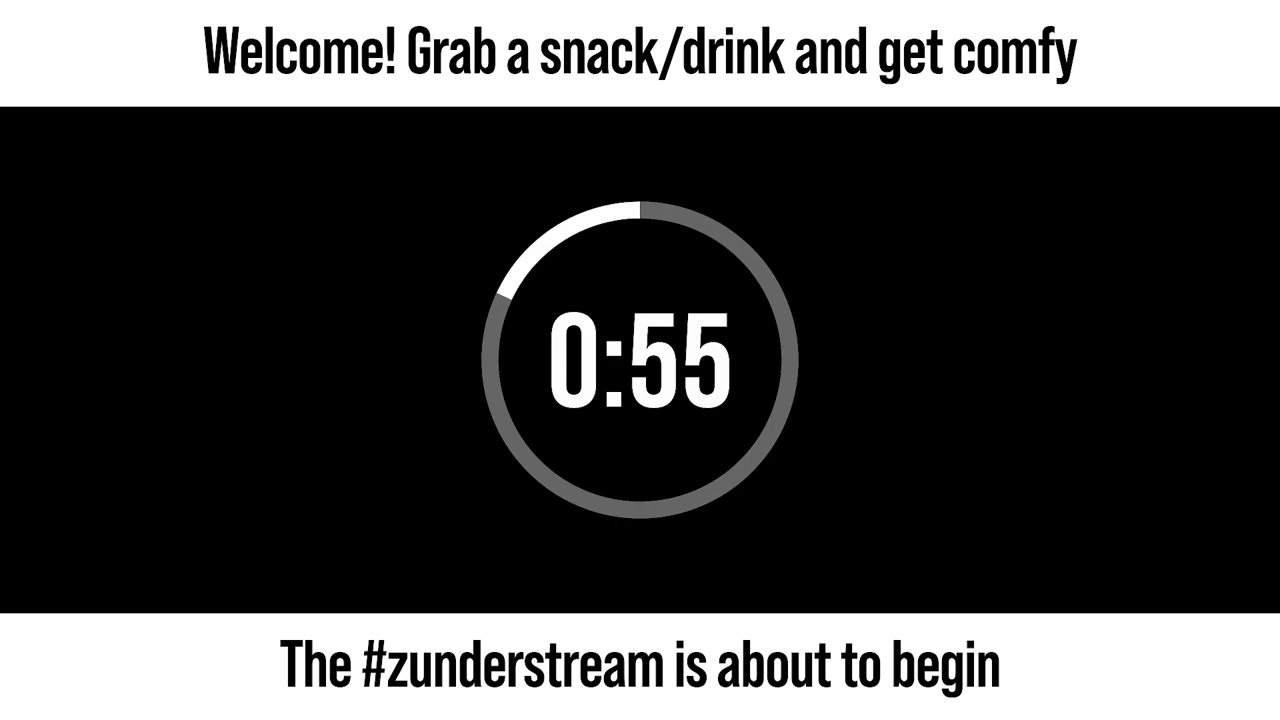 Welcome! Grab a snack/drink and get comfy
0:55
The #zunderstream is about to begin